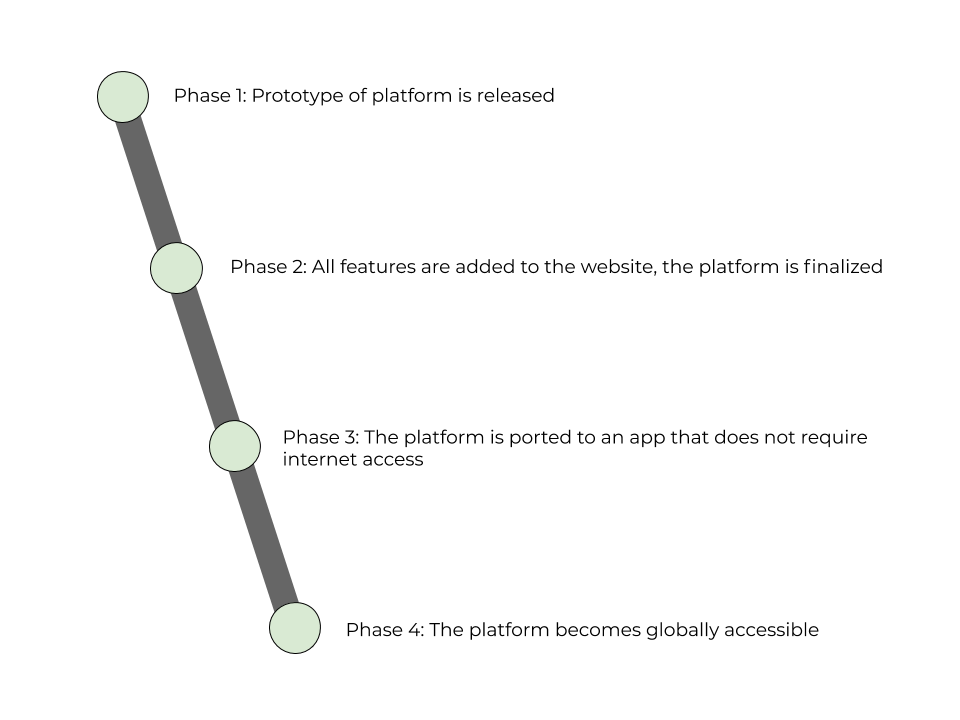 Phase 1: Prototype of platform is released
Phase 2: All features are added to the website, the platform is finalized
Phase 3: The platform is ported to an app that does not require
internet access
Phase 4: The platform becomes globally accessible